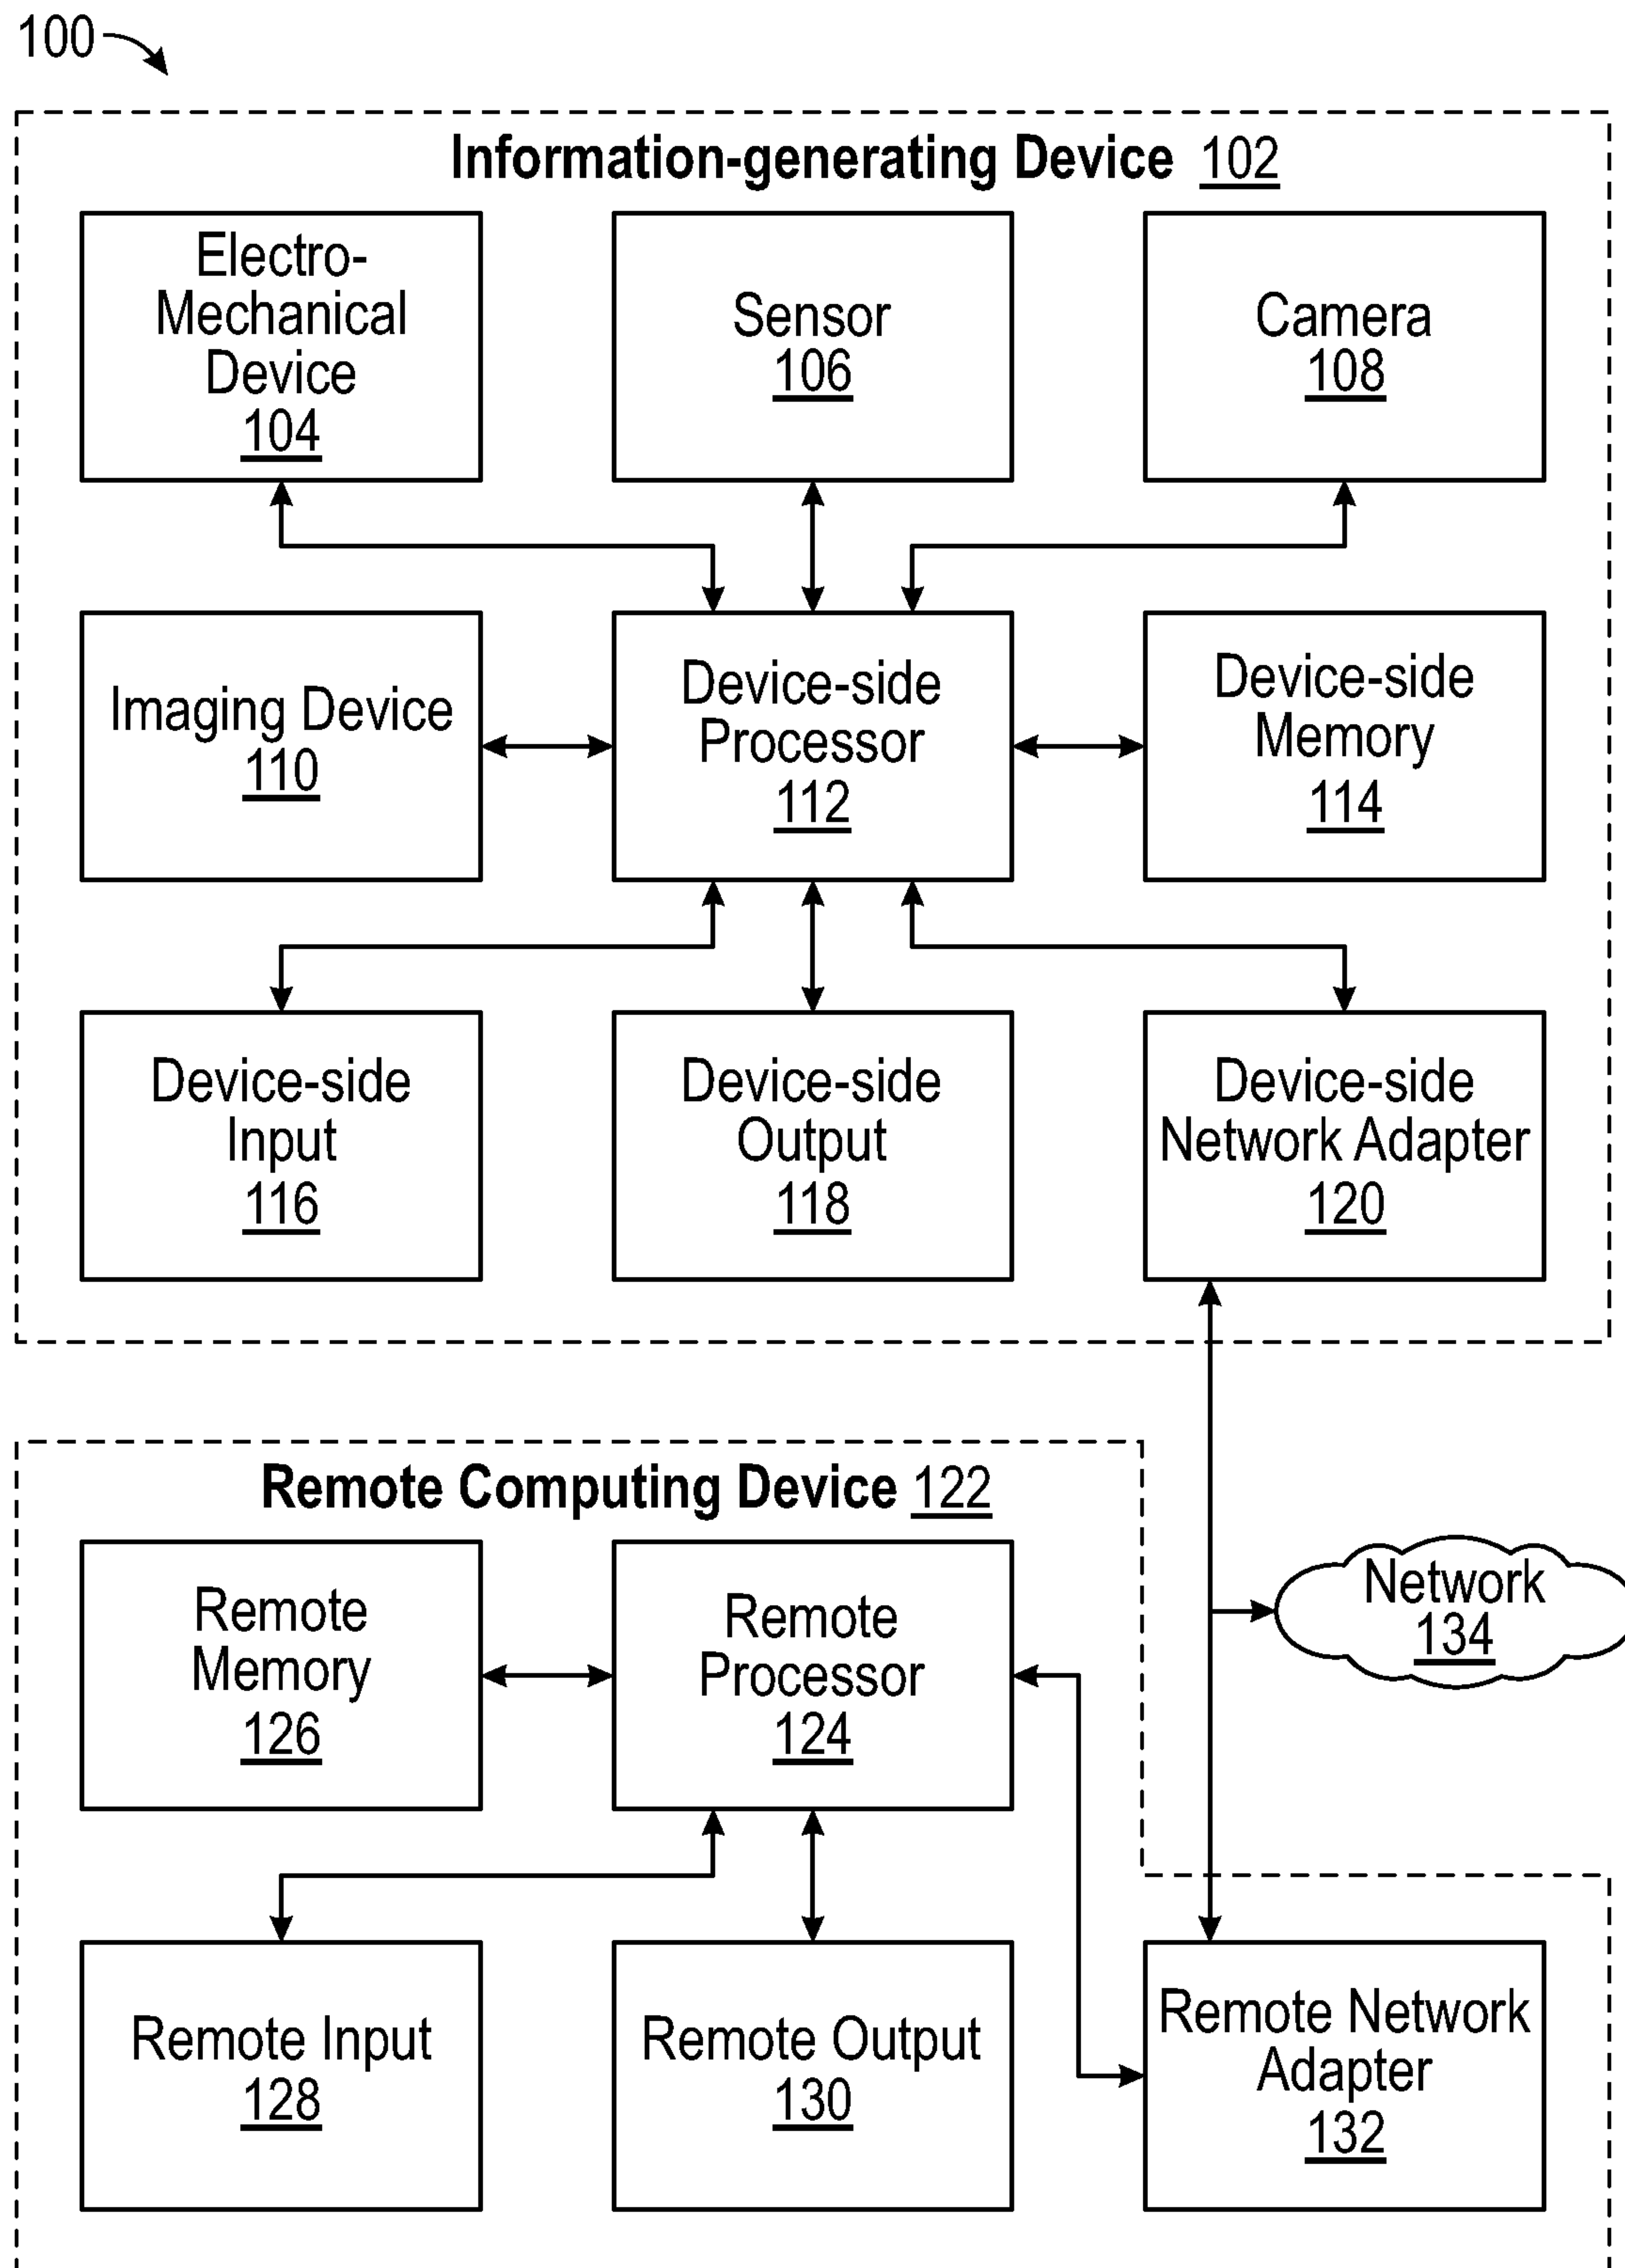 100
Information-generating Device 102
Electro-
Mechanical
Device
104
Sensor
106
Camera
108
Imaging Device
110
Device-side
Processor
112
Device-side
Memory
114
Device-side
Input
116
Device-side
Output
118
Device-side
Network Adapter
120
Remote Computing Device 122
Remote
Memory
126
Remote
Processor
124
Network
134
Remote Input
128
Remote Output
130
Remote Network
Adapter
132